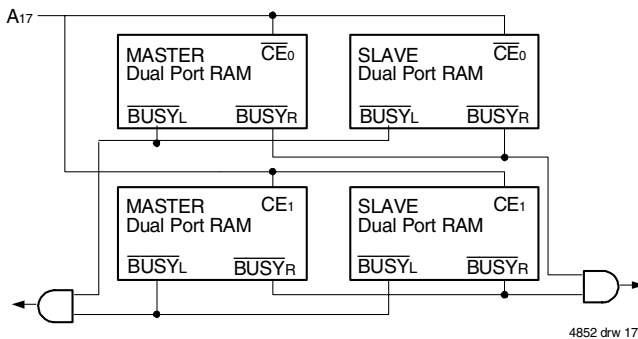 A17
MASTER CE0
Dual Port RAM
BUSYL BUSYR
SLAVE CE0
Dual Port RAM
BUSYL BUSYR
MASTER CE1
Dual Port RAM
BUSYL BUSYR
SLAVE CE1
Dual Port RAM
BUSYL BUSYR
4852 drw 17